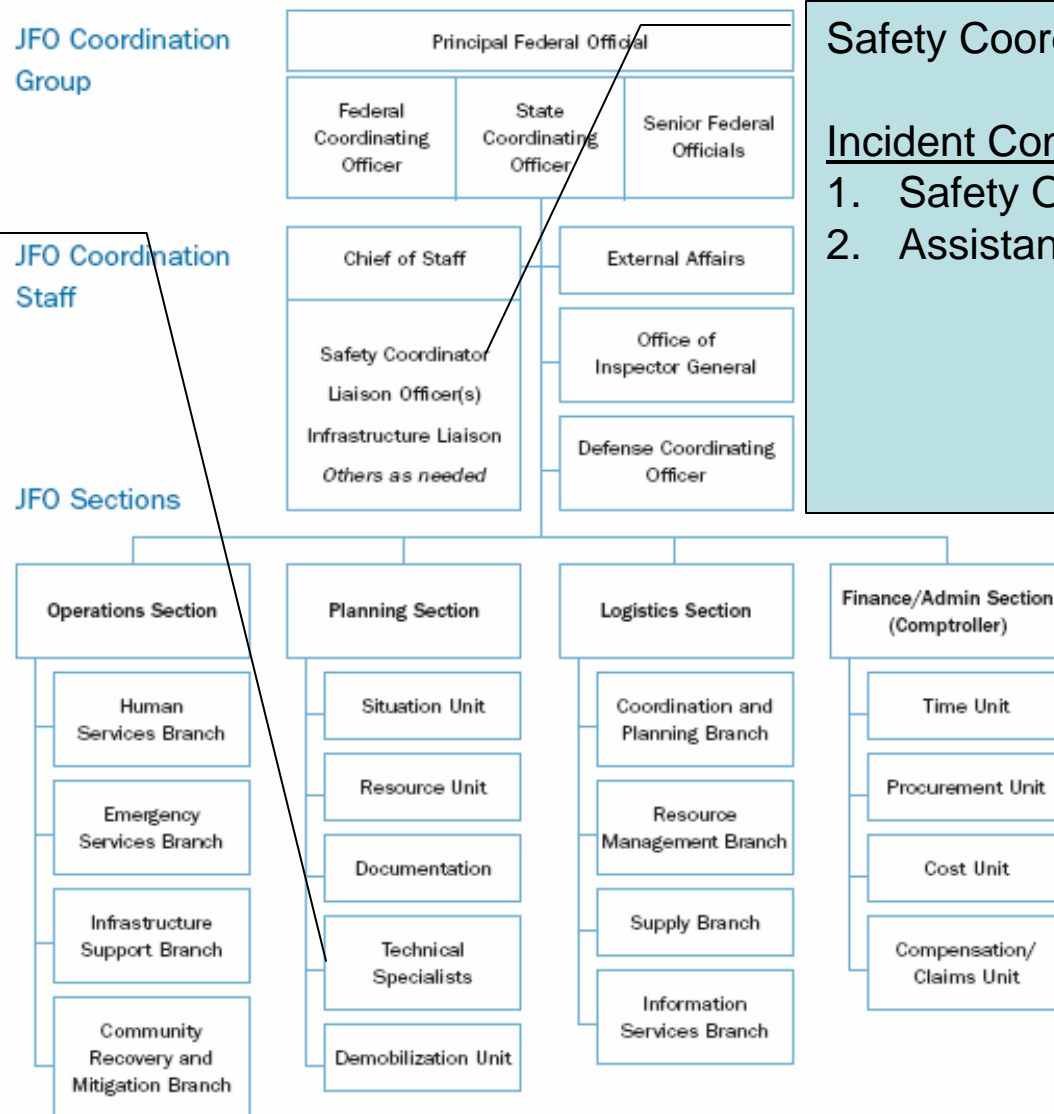 JFO Coordination
Group
Principal Federal Official
Federal
Coordinating
Officer
State
Coordinating
Officer
Senior Federal
Officials
Safety Coor
Incident Co
1. Safety
2. Assistan
JFO Coordination
Staff
Chief of Staff
Safety Coordinator
Liaison Officer(s)
Infrastructure Liaison
Others as needed
External Affairs
Office of
Inspector General
Defense Coordinating
Officer
JFO Sections
Operations Section
Human
Services Branch
Emergency
Services Branch
Infrastructure
Support Branch
Community
Recovery and
Mitigation Branch
Planning Section
Situation Unit
Resource Unit
Documentation
Technical
Specialists
Demobilization Unit
Logistics Section
Coordination and
Planning Branch
Resource
Management Branch
Supply Branch
Information
Services Branch
Finance/Admin Section
(Comptroller)
Time Unit
Procurement Unit
Cost Unit
Compensation/
Claims Unit